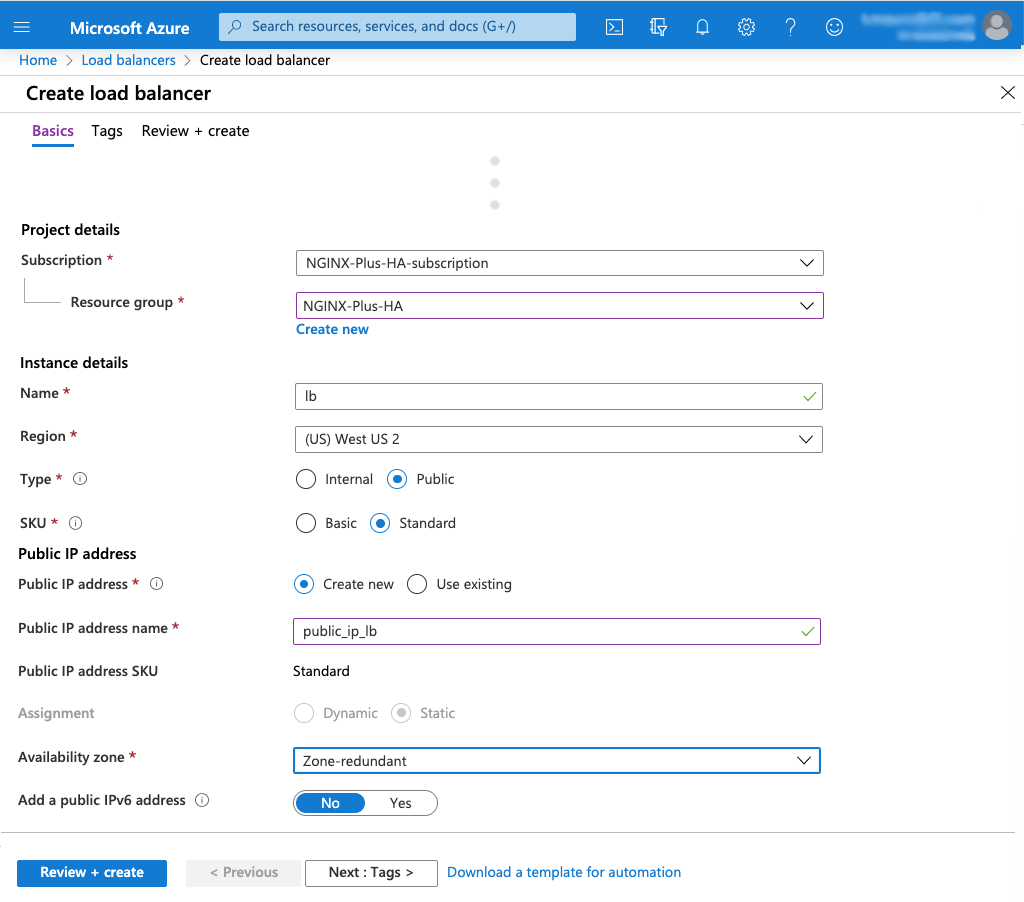 Microsoft Azure
Search resources, services, and docs (G+/)
Home > Load balancers > Create load balancer
Create load balancer
Basics Tags Review + create
Project details
Subscription * NGINX-Plus-HA-subscription
Resource group * NGINX-Plus-HA
Create new
Instance details
Name * lb
Region * (US) West US 2
Type * Internal Public
SKU * Basic Standard
Public IP address
Public IP address * Create new Use existing
Public IP address name * public_ip_lb
Public IP address SKU Standard
Assignment Dynamic Static
Availability zone * Zone-redundant
Add a public IPv6 address No Yes
Review + create < Previous Next : Tags > Download a template for automation